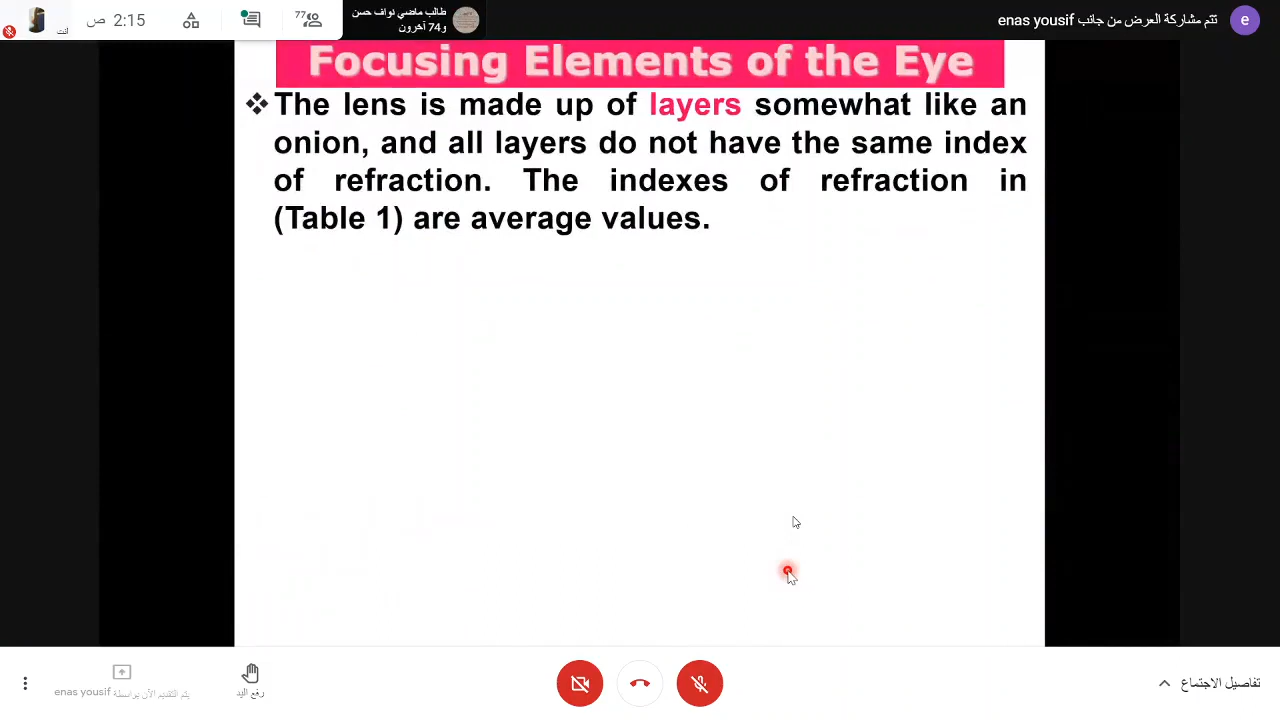 2:15 ص
77
أنت
طالب ماضي نواف حسن
و74 آخرون
تتم مشاركة العرض من جانب enas yousif
e
Focusing Elements of the Eye
❖ The lens is made up of layers somewhat like an
onion, and all layers do not have the same index
of refraction. The indexes of refraction in
(Table 1) are average values.
يتم التقديم الآن بواسطة enas yousif
رفع اليد
تفاصيل الاجتماع